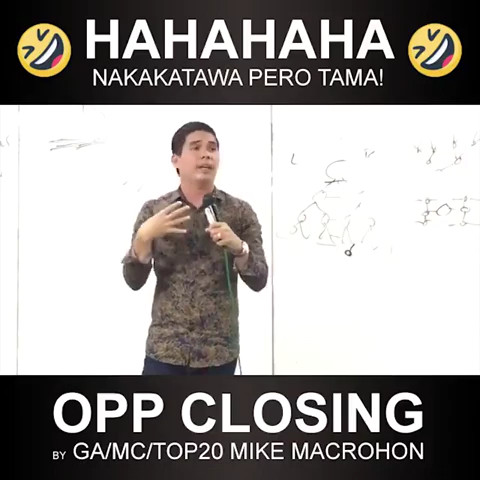 HAHAHAHA
NAKAKATAWA PERO TAMA!
L
OPP CLOSING
BY GA/MC/TOP20 MIKE MACROHON